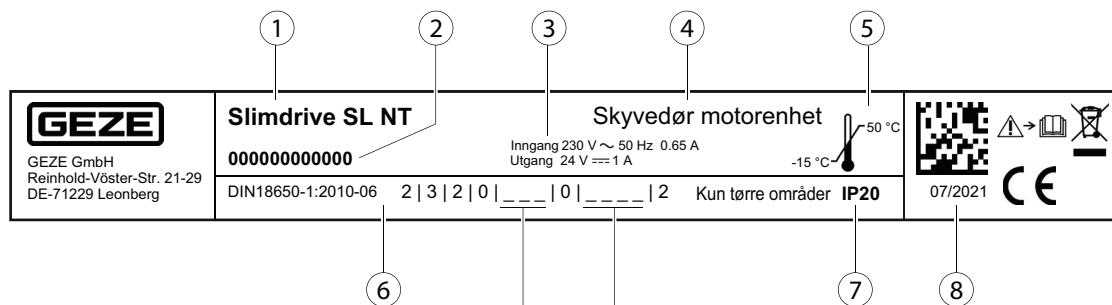 1 2 3 4 5
GEZE
GEZE GmbH
Reinhold-Vöster-Str. 21-29
DE-71229 Leonberg
Slimdrive SL NT
000000000000
Skyvedør motorenhet
Inngang 230 V ~ 50 Hz 0.65 A
Utgang 24 V ⎓ 1 A
50 °C
-15 °C
DIN18650-1:2010-06 2|3|2|0|_ _ _|0|_ _ _ _|2 Kun tørre områder IP20
07/2021
CE
6 7 8